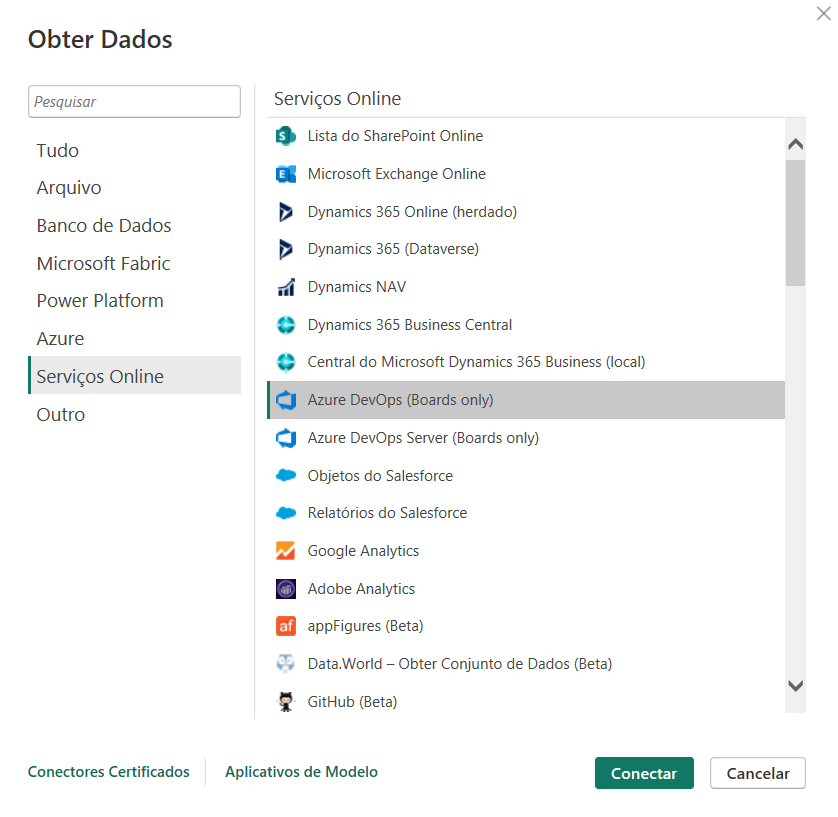 Obter Dados
Pesquisar
Tudo
Arquivo
Banco de Dados
Microsoft Fabric
Power Platform
Azure
Serviços Online
Outro
Serviços Online
Lista do SharePoint Online
Microsoft Exchange Online
Dynamics 365 Online (herdado)
Dynamics 365 (Dataverse)
Dynamics NAV
Dynamics 365 Business Central
Central do Microsoft Dynamics 365 Business (local)
Azure DevOps (Boards only)
Azure DevOps Server (Boards only)
Objetos do Salesforce
Relatórios do Salesforce
Google Analytics
Adobe Analytics
af appFigures (Beta)
Data.World – Obter Conjunto de Dados (Beta)
GitHub (Beta)
Conectores Certificados
Aplicativos de Modelo
Conectar
Cancelar